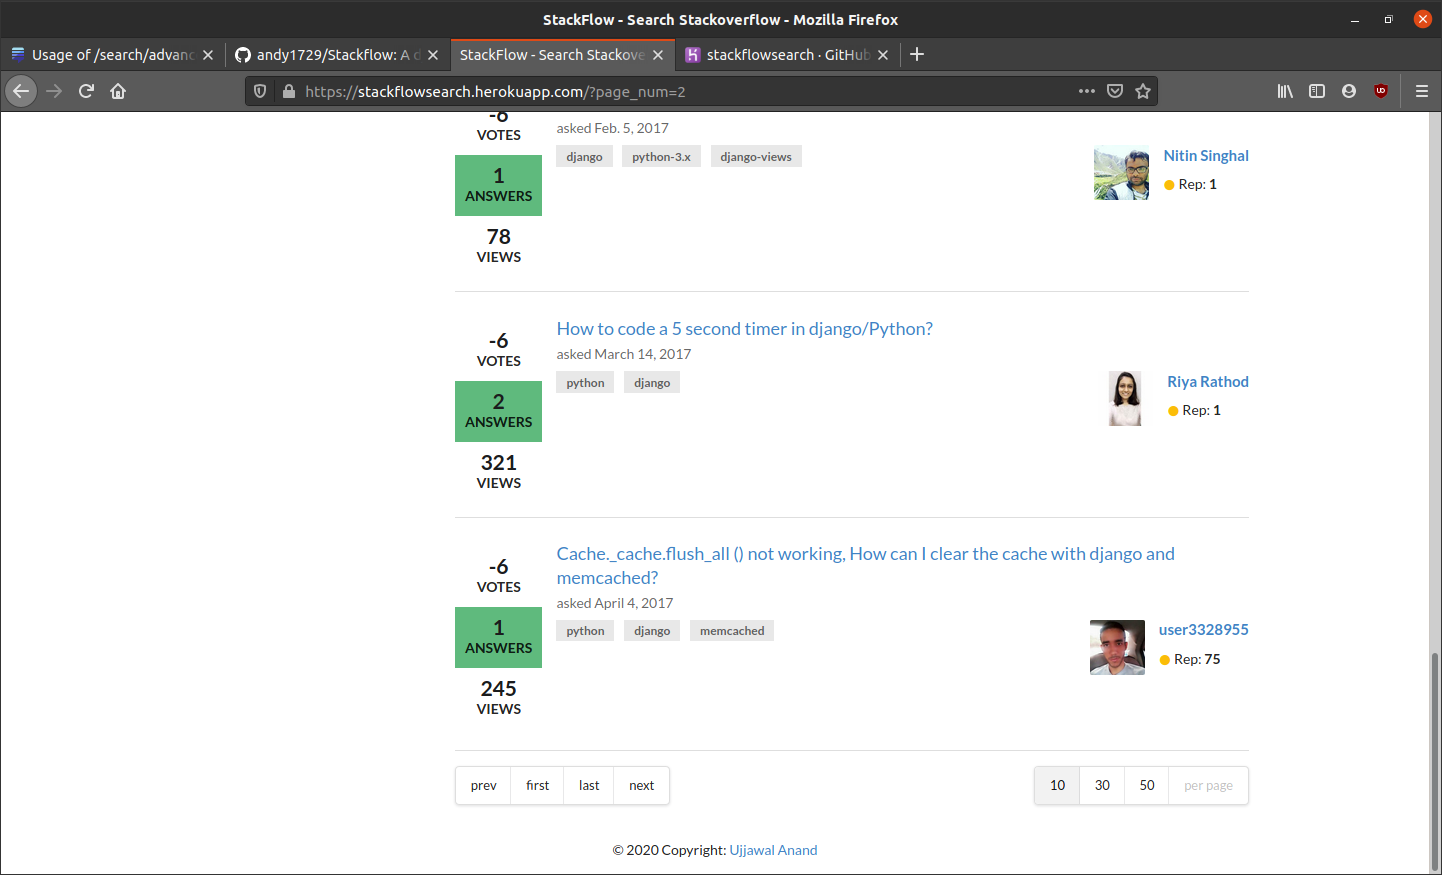 StackFlow - Search Stackoverflow - Mozilla Firefox
Usage of /search/advanc
andy1729/Stackflow: A d
StackFlow - Search Stackove
stackflowsearch · GitHub
https://stackflowsearch.herokuapp.com/?page_num=2
-6
VOTES
asked Feb. 5, 2017
django python-3.x django-views
1
ANSWERS
Nitin Singhal
Rep: 1
78
VIEWS
How to code a 5 second timer in django/Python?
-6
VOTES
asked March 14, 2017
python django
2
ANSWERS
Riya Rathod
Rep: 1
321
VIEWS
Cache._cache.flush_all () not working, How can I clear the cache with django and
memcached?
-6
VOTES
asked April 4, 2017
python django memcached
1
ANSWERS
user3328955
Rep: 75
245
VIEWS
prev first last next
10 30 50 per page
© 2020 Copyright: Ujjawal Anand